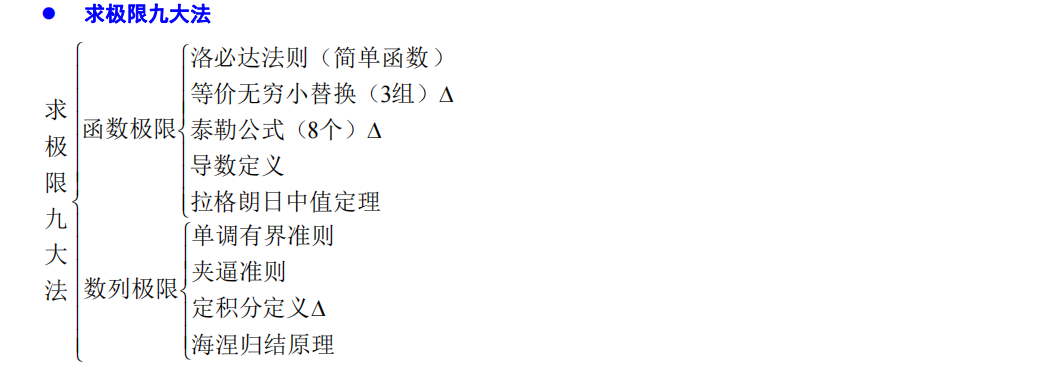 ● 求极限九大法
求极限九大法
函数极限
洛必达法则（简单函数）
等价无穷小替换（3组）Δ
泰勒公式（8个）Δ
导数定义
拉格朗日中值定理
数列极限
单调有界准则
夹逼准则
定积分定义Δ
海涅归结原理